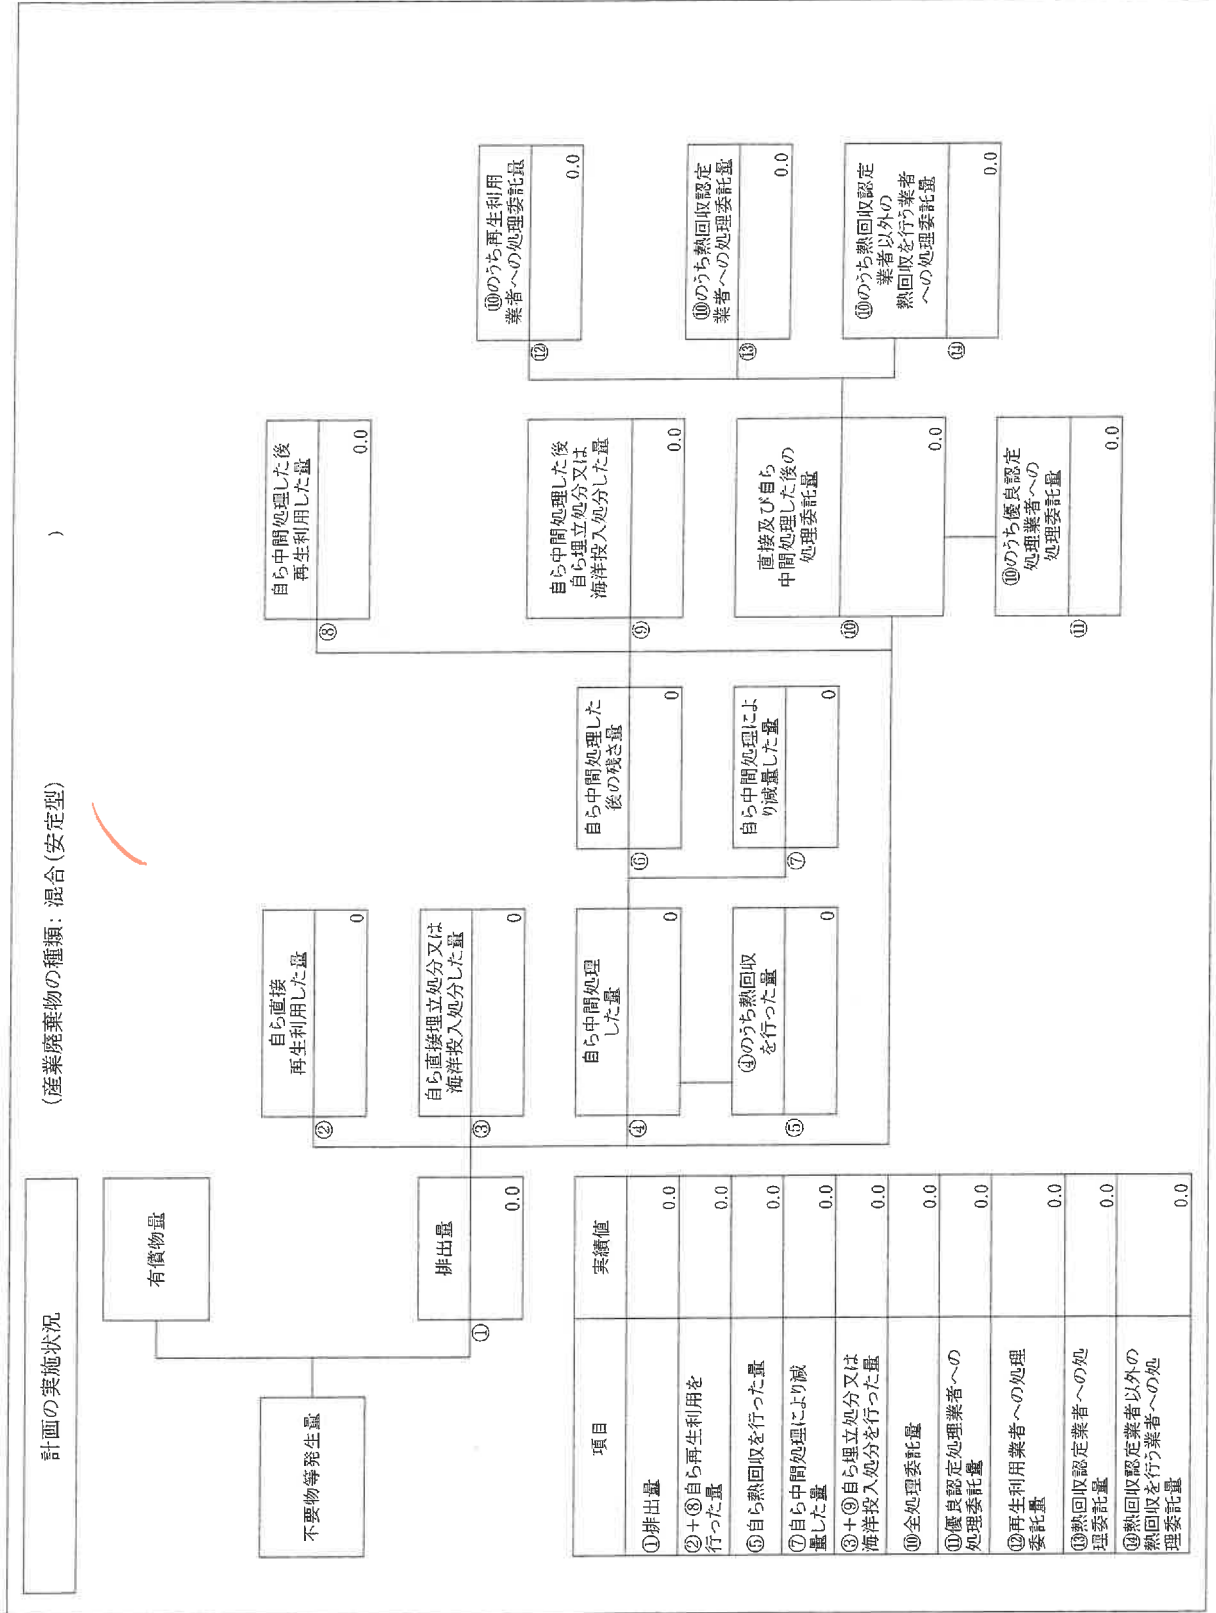 計画の実施状況
(産業廃棄物の種類: 混合(安定型)
)
不要物等発生量
有償物量
排出量
①
0.0
自ら直接
再生利用した量
②
0
自ら直接埋立処分又は
海洋投入処分した量
③
0
自ら中間処理
した量
④
0
④のうち熱回収
を行った量
⑤
0
自ら中間処理した
後の残さ量
⑥
0
自ら中間処理によ
り減量した量
⑦
0
自ら中間処理した後
再生利用した量
⑧
0.0
自ら中間処理した後
自ら埋立処分又は
海洋投入処分した量
⑨
0.0
直接及び自ら
中間処理した後の
処理委託量
⑩
0.0
⑩のうち優良認定
処理業者への
処理委託量
⑪
0.0
⑩のうち再生利用
業者への処理委託量
⑫
0.0
⑩のうち熱回収認定
業者への処理委託量
⑬
0.0
⑩のうち熱回収認定
業者以外の
熱回収を行う業者
への処理委託量
⑭
0.0
項目
実績値
①排出量
0.0
②+⑧自ら再生利用を
行った量
0.0
⑤自ら熱回収を行った量
0.0
⑦自ら中間処理により減
量した量
0.0
③+⑨自ら埋立処分又は
海洋投入処分を行った量
0.0
⑩全処理委託量
0.0
⑪優良認定処理業者への
処理委託量
0.0
⑫再生利用業者への処理
委託量
0.0
⑬熱回収認定業者への処
理委託量
0.0
⑭熱回収認定業者以外の
熱回収を行う業者への処
理委託量
0.0